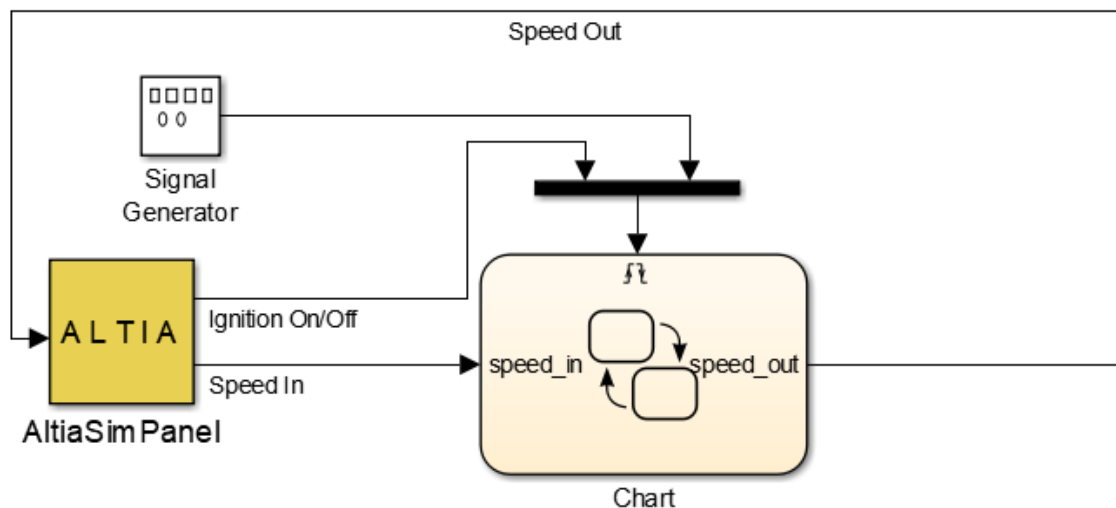 Speed Out
Signal
Generator
ALTIA
Ignition On/Off
Speed In
AltiaSimPanel
speed_in
speed_out
Chart